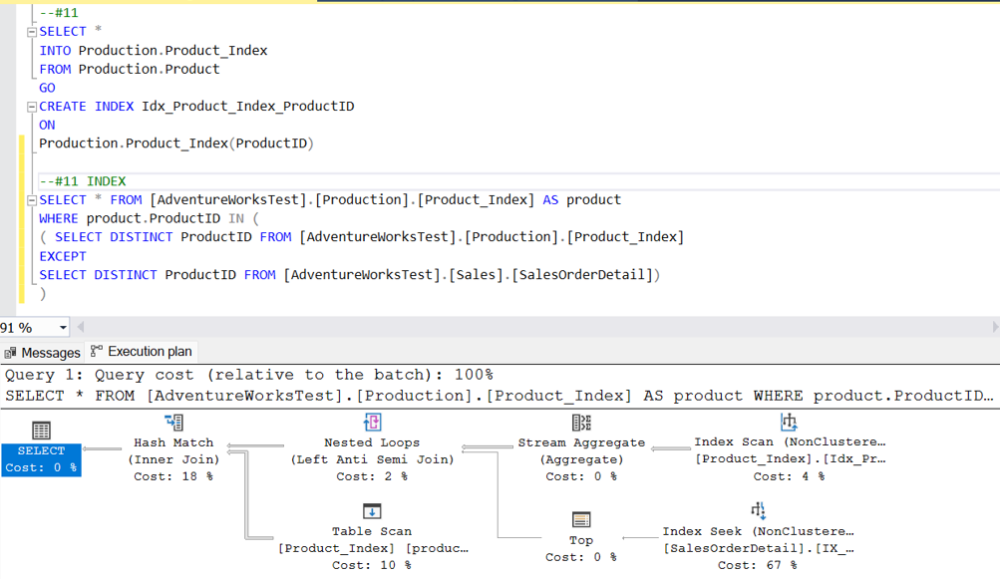 --#11
SELECT *
INTO Production.Product_Index
FROM Production.Product
GO
CREATE INDEX Idx_Product_Index_ProductID
ON
Production.Product_Index(ProductID)
--#11 INDEX
SELECT * FROM [AdventureWorksTest].[Production].[Product_Index] AS product
WHERE product.ProductID IN (
( SELECT DISTINCT ProductID FROM [AdventureWorksTest].[Production].[Product_Index]
EXCEPT
SELECT DISTINCT ProductID FROM [AdventureWorksTest].[Sales].[SalesOrderDetail])
)
91 %
Messages Execution plan
Query 1: Query cost (relative to the batch): 100%
SELECT * FROM [AdventureWorksTest].[Production].[Product_Index] AS product WHERE product.ProductID…
SELECT
Cost: 0 %
Hash Match
(Inner Join)
Cost: 18 %
Nested Loops
(Left Anti Semi Join)
Cost: 2 %
Stream Aggregate
(Aggregate)
Cost: 0 %
Index Scan (NonClustere…
[Product_Index].[Idx_Pr…
Cost: 4 %
Table Scan
[Product_Index] [produc…
Cost: 10 %
Top
Cost: 0 %
Index Seek (NonClustere…
[SalesOrderDetail].[IX_…
Cost: 67 %